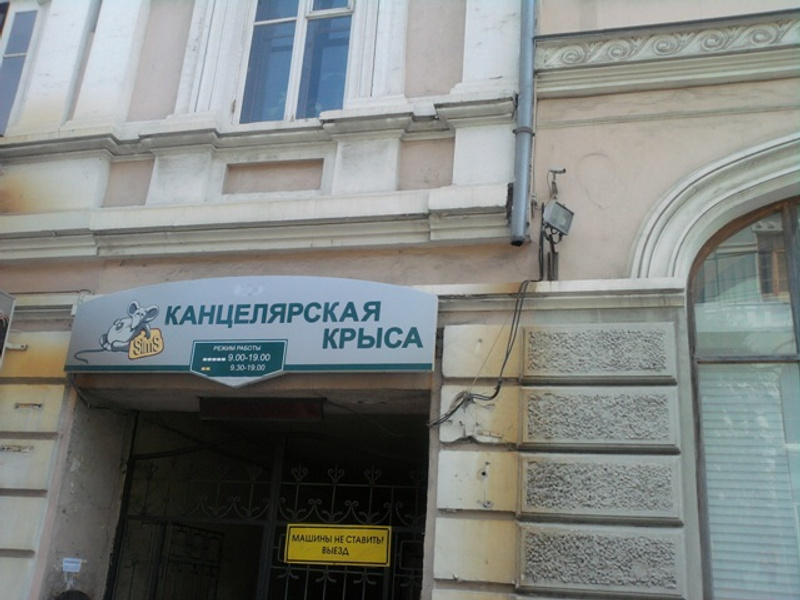 КАНЦЕЛЯРСКАЯ
КРЫСА
SimS
РЕЖИМ РАБОТЫ
9.00-19.00
9.30-19.00
МАШИНЫ НЕ СТАВИТЬ!
ВЫЕЗД